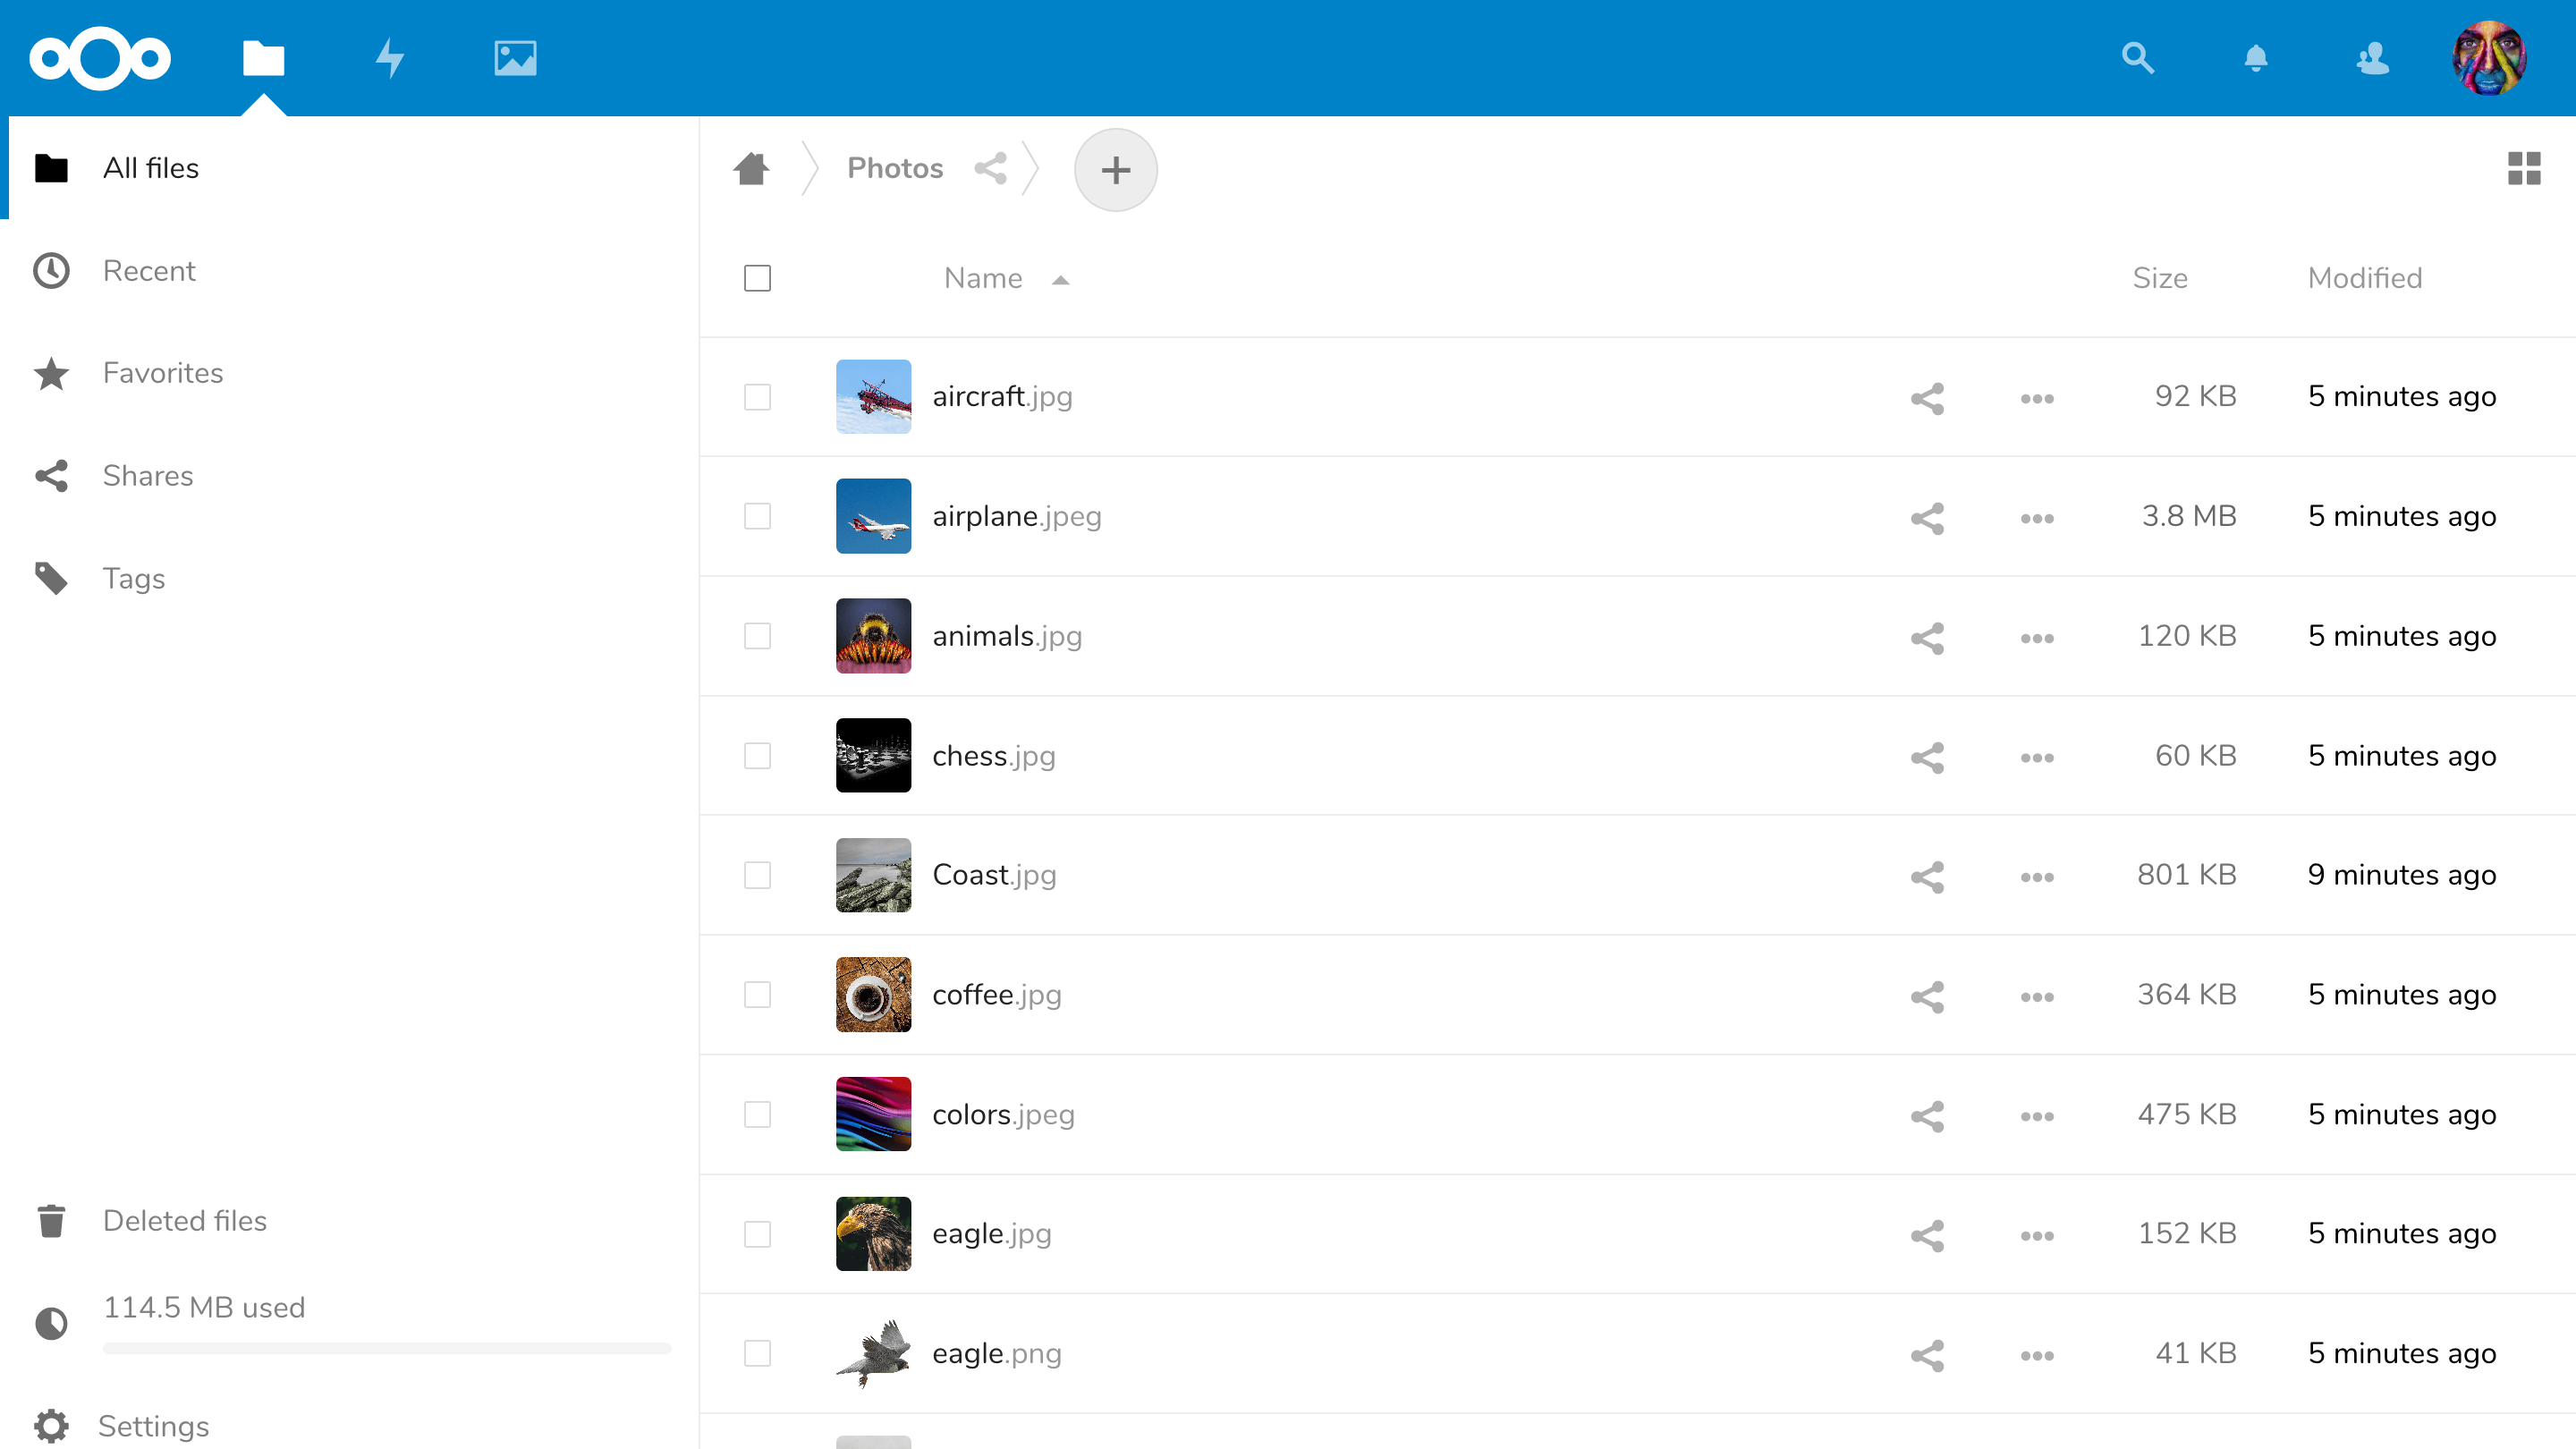 All files
Recent
Favorites
Shares
Tags
Deleted files
114.5 MB used
Settings
Photos
Name Size Modified
aircraft.jpg 92 KB 5 minutes ago
airplane.jpeg 3.8 MB 5 minutes ago
animals.jpg 120 KB 5 minutes ago
chess.jpg 60 KB 5 minutes ago
Coast.jpg 801 KB 9 minutes ago
coffee.jpg 364 KB 5 minutes ago
colors.jpeg 475 KB 5 minutes ago
eagle.jpg 152 KB 5 minutes ago
eagle.png 41 KB 5 minutes ago